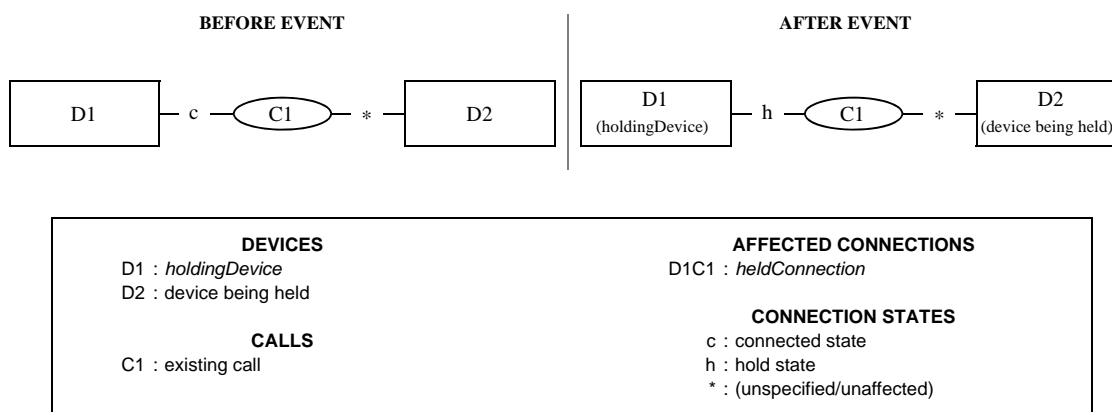 BEFORE EVENT
AFTER EVENT
D1 c C1 * D2
D1 (holdingDevice) h C1 * D2 (device being held)
DEVICES
D1 : holdingDevice
D2 : device being held
CALLS
C1 : existing call
AFFECTED CONNECTIONS
D1C1 : heldConnection
CONNECTION STATES
c : connected state
h : hold state
* : (unspecified/unaffected)